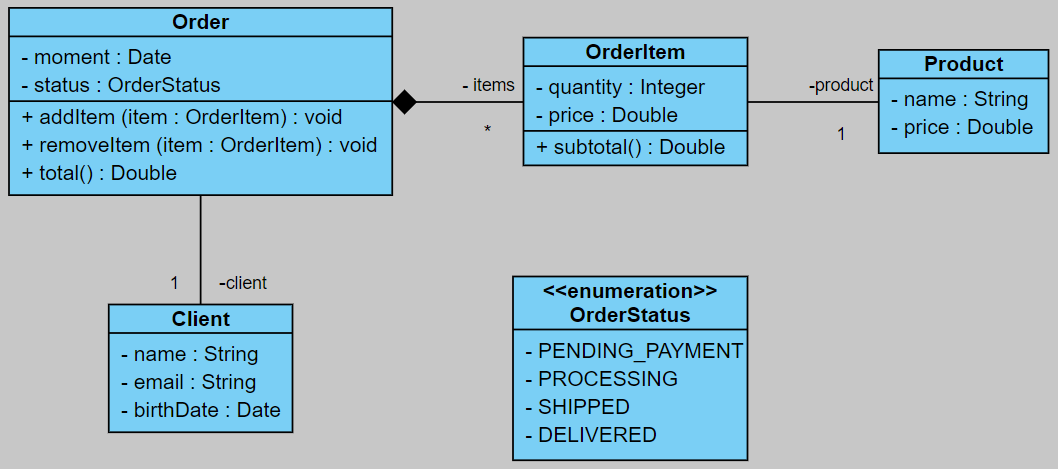 Order
- moment : Date
- status : OrderStatus
+ addItem (item : OrderItem) : void
+ removeItem (item : OrderItem) : void
+ total() : Double
- items
*
OrderItem
- quantity : Integer
- price : Double
+ subtotal() : Double
-product
1
Product
- name : String
- price : Double
1
-client
Client
- name : String
- email : String
- birthDate : Date
<<enumeration>>
OrderStatus
- PENDING_PAYMENT
- PROCESSING
- SHIPPED
- DELIVERED